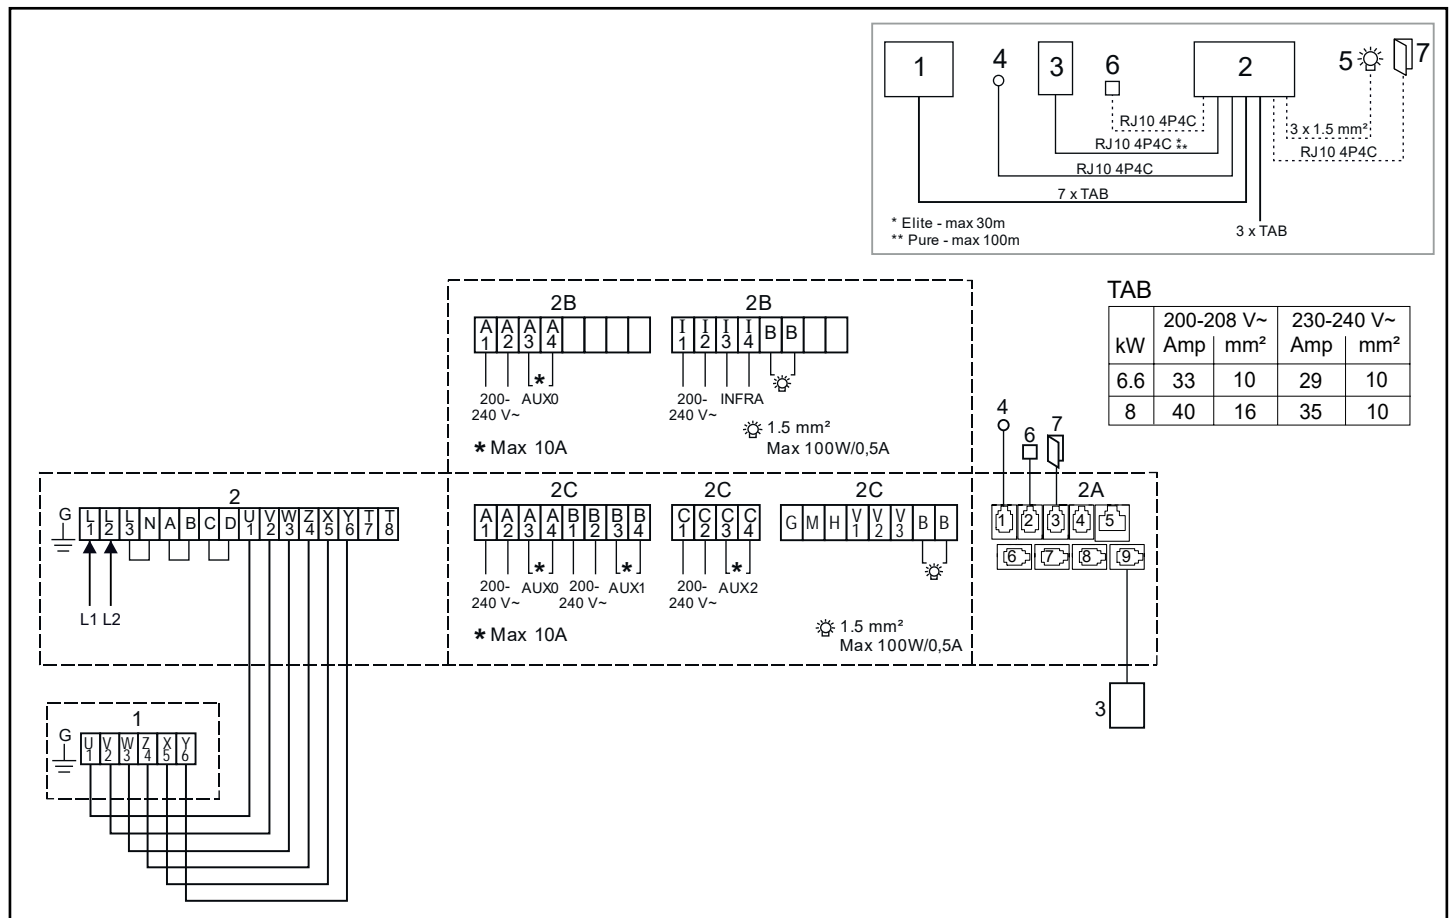 1
4
3
6
2
5
7
RJ10 4P4C
3 x 1.5 mm²
RJ10 4P4C *
**
RJ10 4P4C
RJ10 4P4C
7 x TAB
3 x TAB
* Elite - max 30m
** Pure - max 100m
TAB
200-208 V~ 230-240 V~
kW Amp mm² Amp mm²
6.6 33 10 29 10
8 40 16 35 10
2B
A1 A2 A3 A4
*
200-240 V~
AUX0
* Max 10A
2B
I1 I2 I3 I4 B B
200-240 V~
INFRA
1.5 mm²
Max 100W/0,5A
2
G
L1 L2 L3 N A B C D U1 V2 W3 Z4 X5 Y6 T7 T8
L1 L2
2C
A1 A2 A3 A4 B1 B2 B3 B4
* *
200-240 V~
AUX0
200-240 V~
AUX1
* Max 10A
2C
C1 C2 C3 C4
*
200-240 V~
AUX2
2C
G M H V1 V2 V3 B B
1.5 mm²
Max 100W/0,5A
4
6
7
2A
1 2 3 4 5
6 7 8 9
3
1
G
U1 V2 W3 Z4 X5 Y6